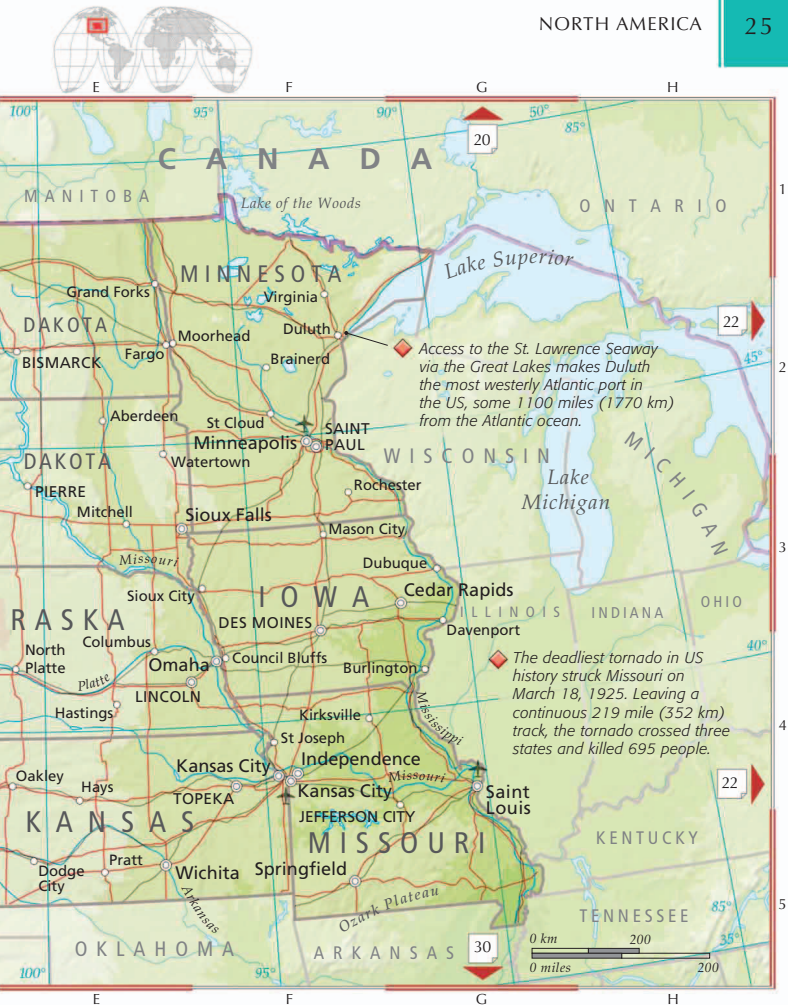 NORTH AMERICA
25
E F G H
100° 95° 90° 50° 85°
20
CANADA
MANITOBA
Lake of the Woods
ONTARIO
1
Lake Superior
MINNESOTA
Grand Forks
Virginia
DAKOTA
Moorhead
Duluth
22
Fargo
BISMARCK
Brainerd
45°
2
Access to the St. Lawrence Seaway
via the Great Lakes makes Duluth
the most westerly Atlantic port in
the US, some 1100 miles (1770 km)
from the Atlantic ocean.
Aberdeen
St Cloud
SAINT
PAUL
Minneapolis
WISCONSIN
MICHIGAN
DAKOTA
Watertown
Lake
Michigan
PIERRE
Rochester
Mitchell
Sioux Falls
Mason City
3
Missouri
Dubuque
Sioux City
IOWA
Cedar Rapids
ILLINOIS
INDIANA
OHIO
RASKA
DES MOINES
Davenport
Columbus
40°
North
Platte
Omaha
Council Bluffs
Burlington
Platte
LINCOLN
The deadliest tornado in US
history struck Missouri on
March 18, 1925. Leaving a
continuous 219 mile (352 km)
track, the tornado crossed three
states and killed 695 people.
Hastings
Kirksville
Mississippi
4
St Joseph
Kansas City
Independence
Oakley
Hays
Missouri
22
TOPEKA
Kansas City
Saint
Louis
JEFFERSON CITY
KANSAS
MISSOURI
KENTUCKY
Dodge
City
Pratt
Wichita
Springfield
Arkansas
Ozark Plateau
5
TENNESSEE
85°
OKLAHOMA
ARKANSAS
30
0 km 200
35°
0 miles 200
100° 95°
E F G H